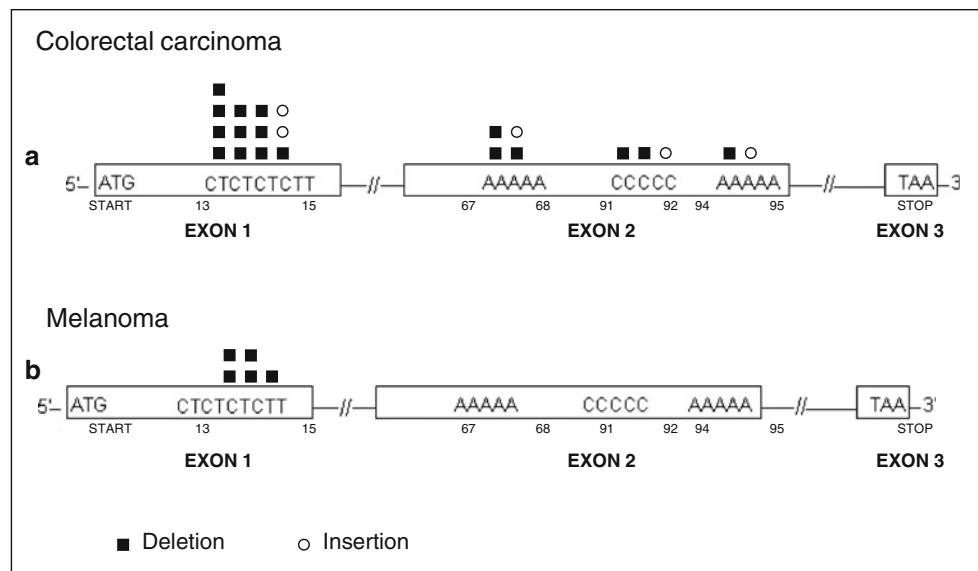 Colorectal carcinoma
a
5'– ATG CTCTCTCTT // AAAAA CCCCC AAAAA // TAA –3
START 13 15 67 68 91 92 94 95 STOP
EXON 1 EXON 2 EXON 3
Melanoma
b
5'– ATG CTCTCTCTT // AAAAA CCCCC AAAAA // TAA –3'
START 13 15 67 68 91 92 94 95 STOP
EXON 1 EXON 2 EXON 3
Deletion Insertion